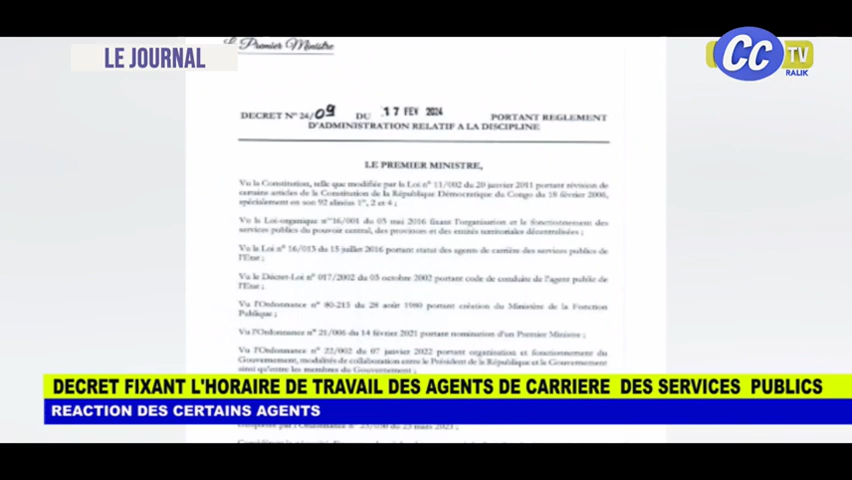 LE JOURNAL
CC TV
RALIK
Le Premier Ministre
DECRET N° 24/09 DU 17 FEV 2024 PORTANT REGLEMENT
D'ADMINISTRATION RELATIF A LA DISCIPLINE
LE PREMIER MINISTRE,
Vu la Constitution, telle que modifiée par la Loi n° 11/002 du 20 janvier 2011 portant révision de
certains articles de la Constitution de la République Démocratique du Congo du 18 février 2006,
spécialement en son 92 alinéas 1er, 2 et 4 ;
Vu la Loi-organique n°16/001 du 03 mai 2016 fixant l'organisation et le fonctionnement des
services publics du pouvoir central, des provinces et des entités territoriales décentralisées ;
Vu le Loi n° 16/013 du 15 juillet 2016 portant statut des agents de carrière des services publics de
l'Etat ;
Vu le Décret-Loi n° 017/2002 du 03 octobre 2002 portant code de conduite de l'agent public de
l'Etat ;
Vu l'Ordonnance n° 80-215 du 28 août 1980 portant création du Ministère de la Fonction
Publique ;
Vu l'Ordonnance n° 21/006 du 14 février 2021 portant nomination d'un Premier Ministre ;
Vu l'Ordonnance n° 22/002 du 07 janvier 2022 portant organisation et fonctionnement du
Gouvernement, modalités de collaboration entre le Président de la République et le Gouvernement
ainsi qu'entre les membres du Gouvernement ;
DECRET FIXANT L'HORAIRE DE TRAVAIL DES AGENTS DE CARRIERE DES SERVICES PUBLICS
REACTION DES CERTAINS AGENTS